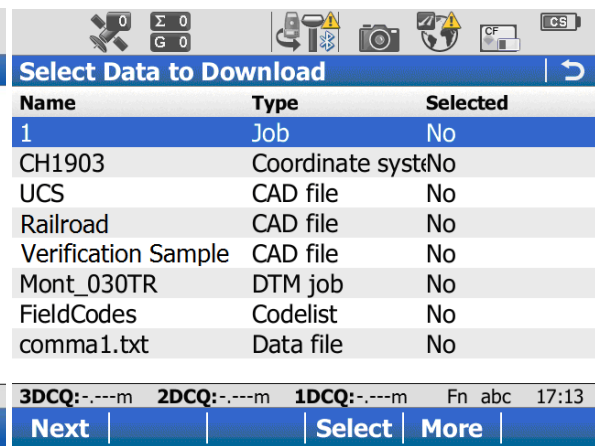 0 Σ 0 G 0 CF CS
Select Data to Download
Name Type Selected
1 Job No
CH1903 Coordinate syste No
UCS CAD file No
Railroad CAD file No
Verification Sample CAD file No
Mont_030TR DTM job No
FieldCodes Codelist No
comma1.txt Data file No
3DCQ:-.---m 2DCQ:-.---m 1DCQ:-.---m Fn abc 17:13
Next Select More